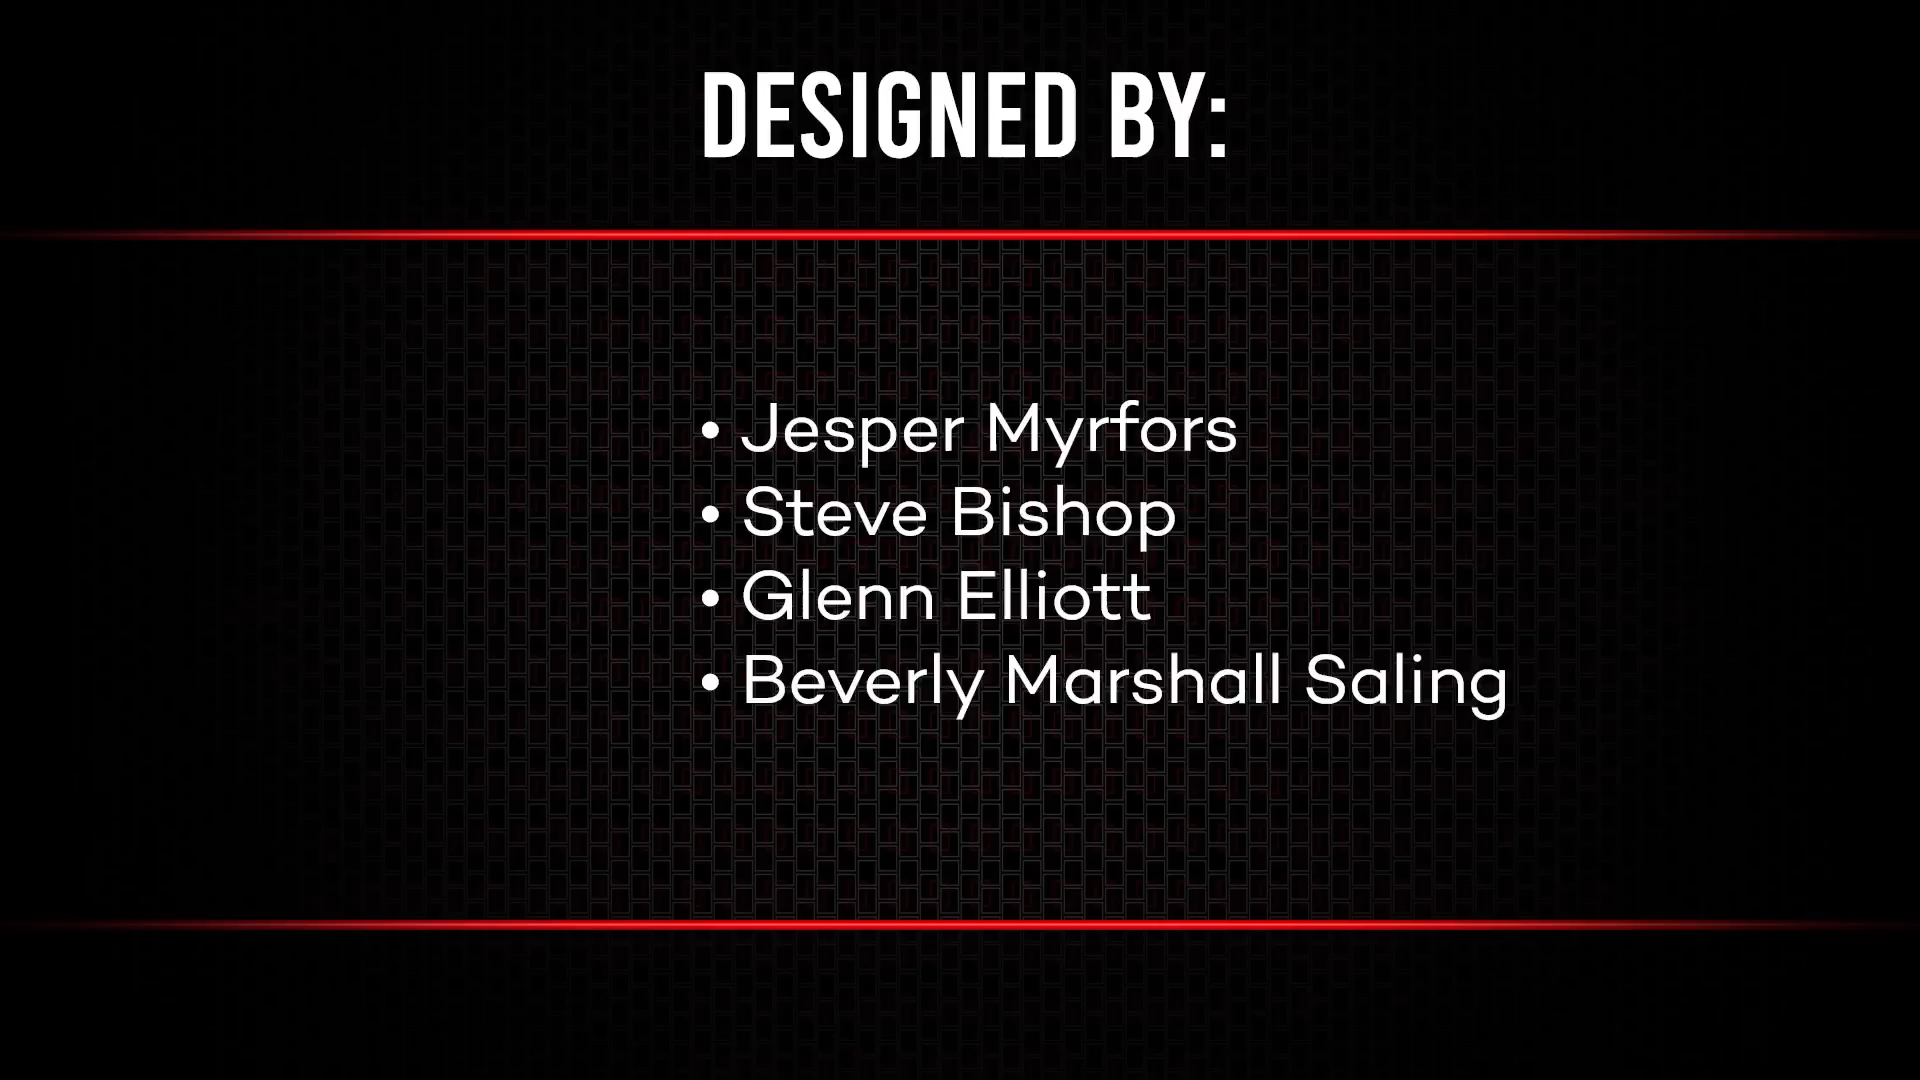 DESIGNED BY:
• Jesper Myrfors
• Steve Bishop
• Glenn Elliott
• Beverly Marshall Saling